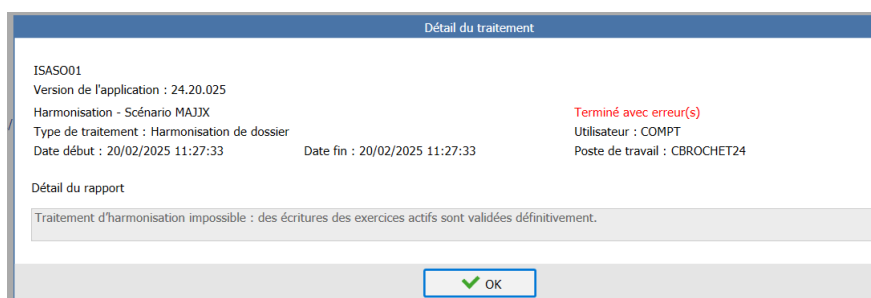 Détail du traitement
ISASO01
Version de l'application : 24.20.025
Harmonisation - Scénario MAJJX Terminé avec erreur(s)
Type de traitement : Harmonisation de dossier Utilisateur : COMPT
Date début : 20/02/2025 11:27:33 Date fin : 20/02/2025 11:27:33 Poste de travail : CBROCHET24
Détail du rapport
Traitement d'harmonisation impossible : des écritures des exercices actifs sont validées définitivement.
OK